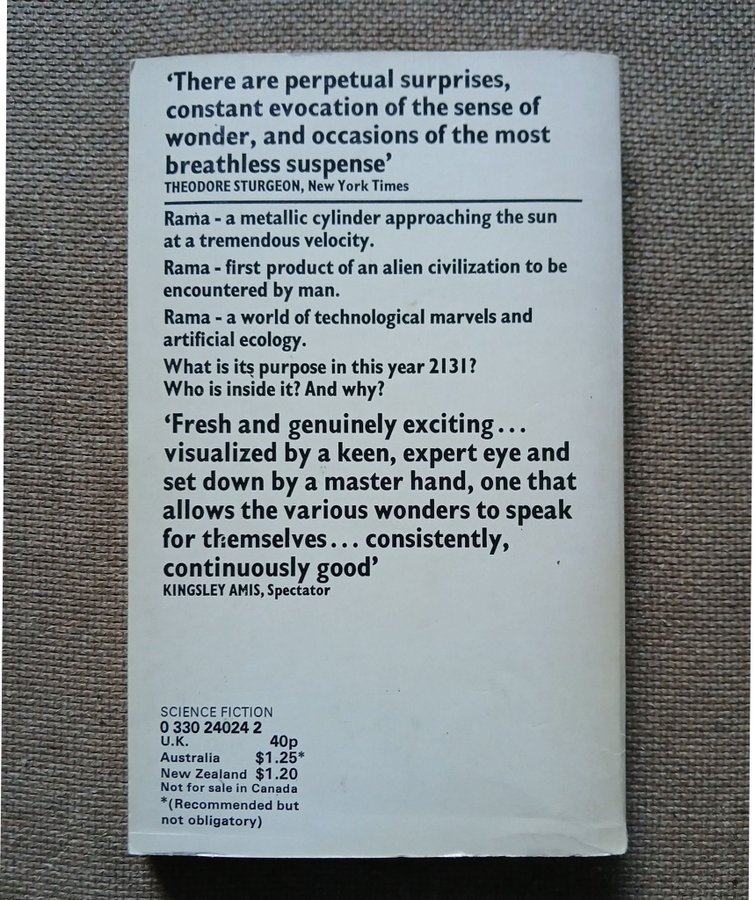 ‘There are perpetual surprises,
constant evocation of the sense of
wonder, and occasions of the most
breathless suspense’
THEODORE STURGEON, New York Times
Rama - a metallic cylinder approaching the sun
at a tremendous velocity.
Rama - first product of an alien civilization to be
encountered by man.
Rama - a world of technological marvels and
artificial ecology.
What is its purpose in this year 2131?
Who is inside it? And why?
‘Fresh and genuinely exciting...
visualized by a keen, expert eye and
set down by a master hand, one that
allows the various wonders to speak
for themselves... consistently,
continuously good’
KINGSLEY AMIS, Spectator
SCIENCE FICTION
0 330 24024 2
U.K. 40p
Australia $1.25*
New Zealand $1.20
Not for sale in Canada
*(Recommended but
not obligatory)